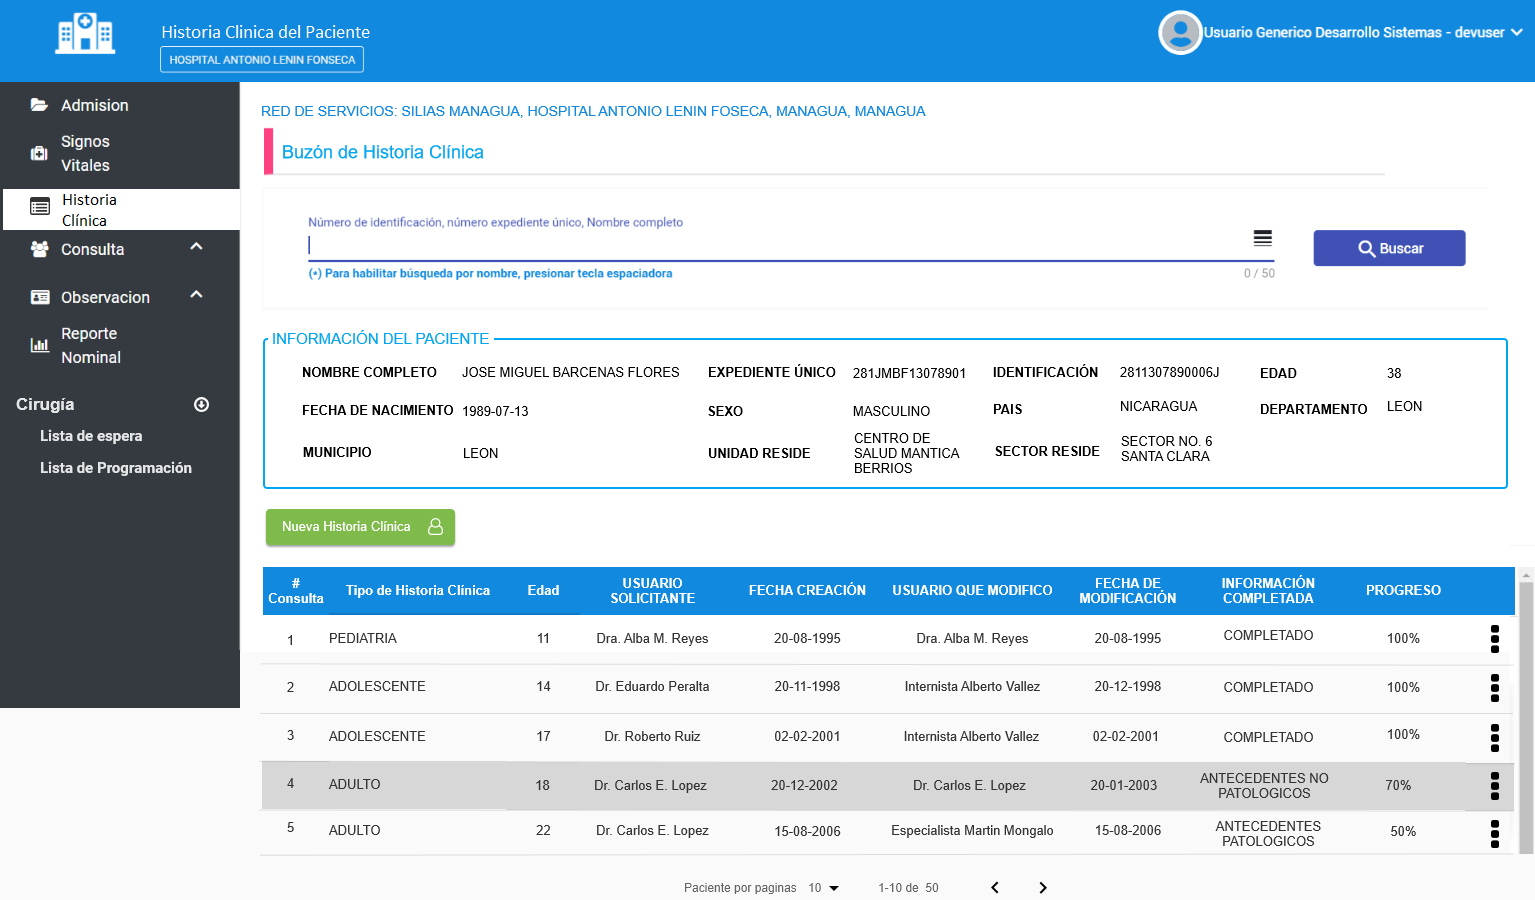 Historia Clinica del Paciente
HOSPITAL ANTONIO LENIN FONSECA
Usuario Generico Desarrollo Sistemas - devuser
Admision
Signos
Vitales
Historia
Clínica
Consulta
Observacion
Reporte
Nominal
Cirugía
Lista de espera
Lista de Programación
RED DE SERVICIOS: SILIAS MANAGUA, HOSPITAL ANTONIO LENIN FOSECA, MANAGUA, MANAGUA
Buzón de Historia Clínica
Número de identificación, número expediente único, Nombre completo
Buscar
(*) Para habilitar búsqueda por nombre, presionar tecla espaciadora
0 / 50
INFORMACIÓN DEL PACIENTE
NOMBRE COMPLETO JOSE MIGUEL BARCENAS FLORES EXPEDIENTE ÚNICO 281JMBF13078901 IDENTIFICACIÓN 2811307890006J EDAD 38
FECHA DE NACIMIENTO 1989-07-13 SEXO MASCULINO PAIS NICARAGUA DEPARTAMENTO LEON
MUNICIPIO LEON UNIDAD RESIDE CENTRO DE SALUD MANTICA BERRIOS SECTOR RESIDE SECTOR NO. 6 SANTA CLARA
Nueva Historia Clínica
# Consulta Tipo de Historia Clínica Edad USUARIO SOLICITANTE FECHA CREACIÓN USUARIO QUE MODIFICO FECHA DE MODIFICACIÓN INFORMACIÓN COMPLETADA PROGRESO
1 PEDIATRIA 11 Dra. Alba M. Reyes 20-08-1995 Dra. Alba M. Reyes 20-08-1995 COMPLETADO 100%
2 ADOLESCENTE 14 Dr. Eduardo Peralta 20-11-1998 Internista Alberto Vallez 20-12-1998 COMPLETADO 100%
3 ADOLESCENTE 17 Dr. Roberto Ruiz 02-02-2001 Internista Alberto Vallez 02-02-2001 COMPLETADO 100%
4 ADULTO 18 Dr. Carlos E. Lopez 20-12-2002 Dr. Carlos E. Lopez 20-01-2003 ANTECEDENTES NO PATOLOGICOS 70%
5 ADULTO 22 Dr. Carlos E. Lopez 15-08-2006 Especialista Martin Mongalo 15-08-2006 ANTECEDENTES PATOLOGICOS 50%
Paciente por paginas 10 1-10 de 50